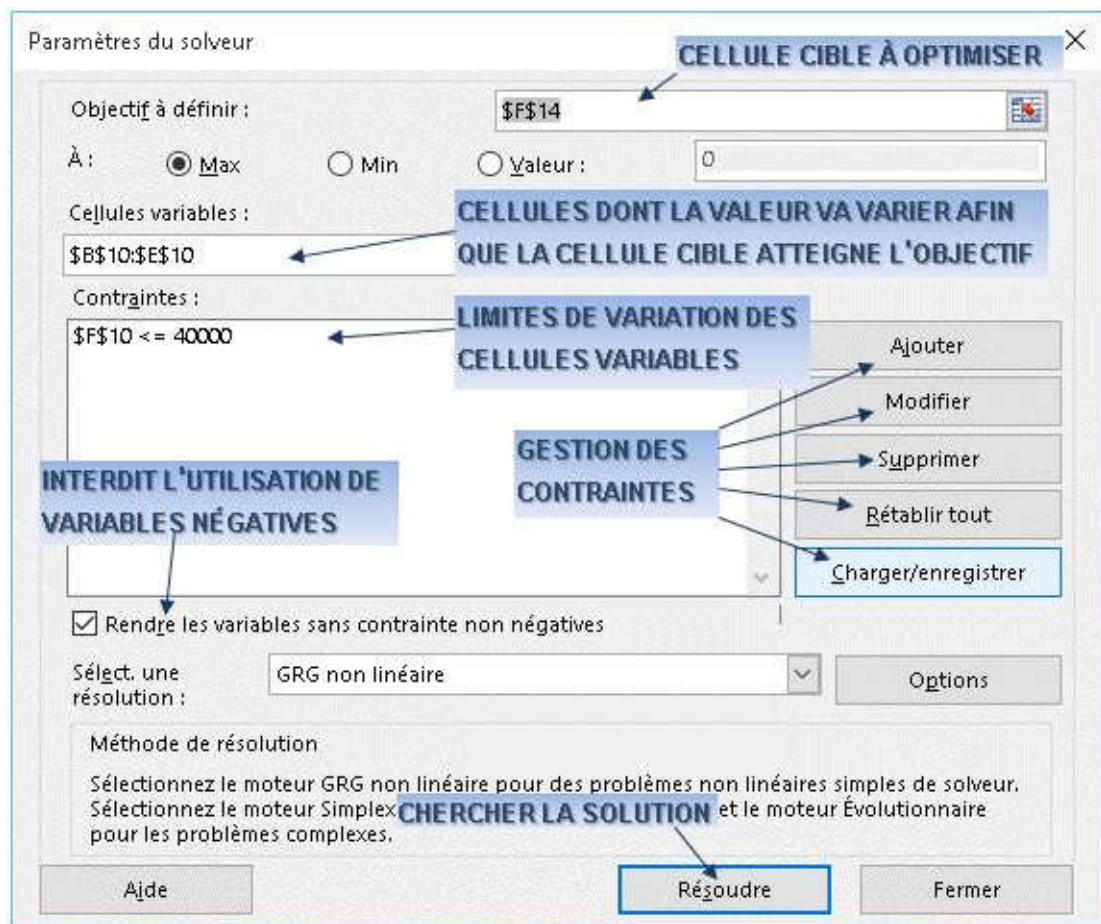 Paramètres du solveur
CELLULE CIBLE À OPTIMISER
Objectif à définir :
$F$14
À :
Max
Min
Valeur :
0
Cellules variables :
CELLULES DONT LA VALEUR VA VARIER AFIN
QUE LA CELLULE CIBLE ATTEIGNE L'OBJECTIF
$B$10:$E$10
Contraintes :
$F$10 <= 40000
LIMITES DE VARIATION DES
CELLULES VARIABLES
Ajouter
Modifier
GESTION DES
CONTRAINTES
Supprimer
INTERDIT L'UTILISATION DE
VARIABLES NÉGATIVES
Rétablir tout
Charger/enregistrer
Rendre les variables sans contrainte non négatives
Sélect. une
résolution :
GRG non linéaire
Options
Méthode de résolution
Sélectionnez le moteur GRG non linéaire pour des problèmes non linéaires simples de solveur.
Sélectionnez le moteur Simplex
CHERCHER LA SOLUTION
et le moteur Évolutionnaire
pour les problèmes complexes.
Aide
Résoudre
Fermer